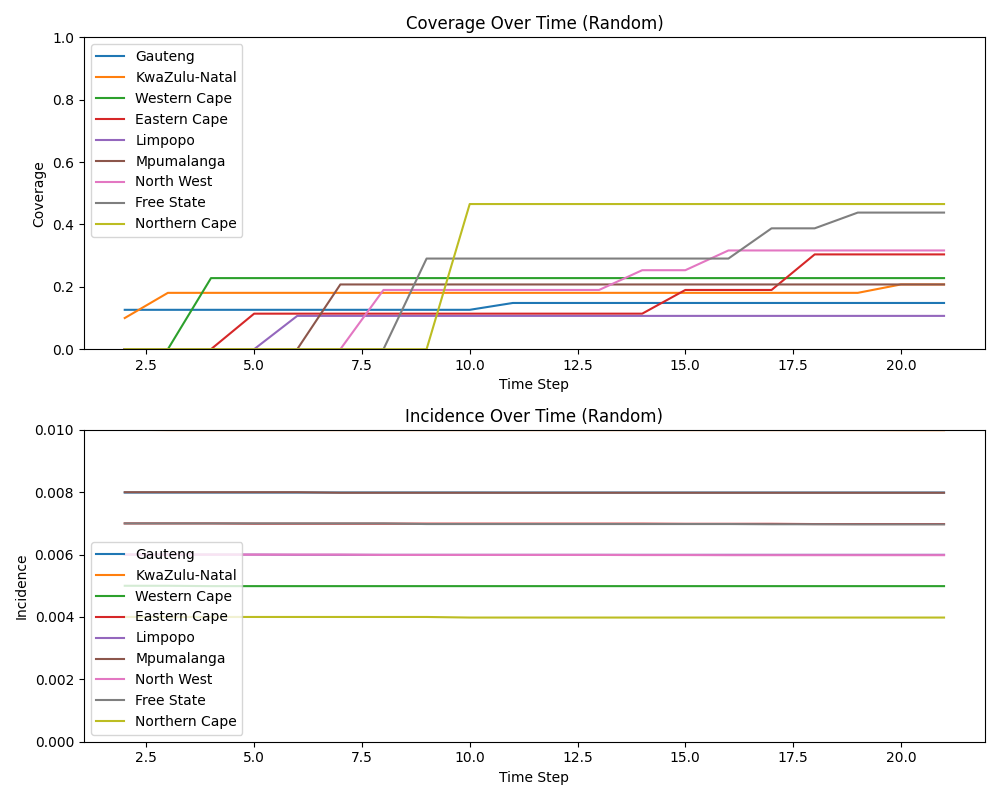 Coverage Over Time (Random)
1.0
0.8
0.6
0.4
0.2
0.0
Coverage
Gauteng
KwaZulu-Natal
Western Cape
Eastern Cape
Limpopo
Mpumalanga
North West
Free State
Northern Cape
2.5 5.0 7.5 10.0 12.5 15.0 17.5 20.0
Time Step
Incidence Over Time (Random)
0.010
0.008
0.006
0.004
0.002
0.000
Incidence
Gauteng
KwaZulu-Natal
Western Cape
Eastern Cape
Limpopo
Mpumalanga
North West
Free State
Northern Cape
2.5 5.0 7.5 10.0 12.5 15.0 17.5 20.0
Time Step